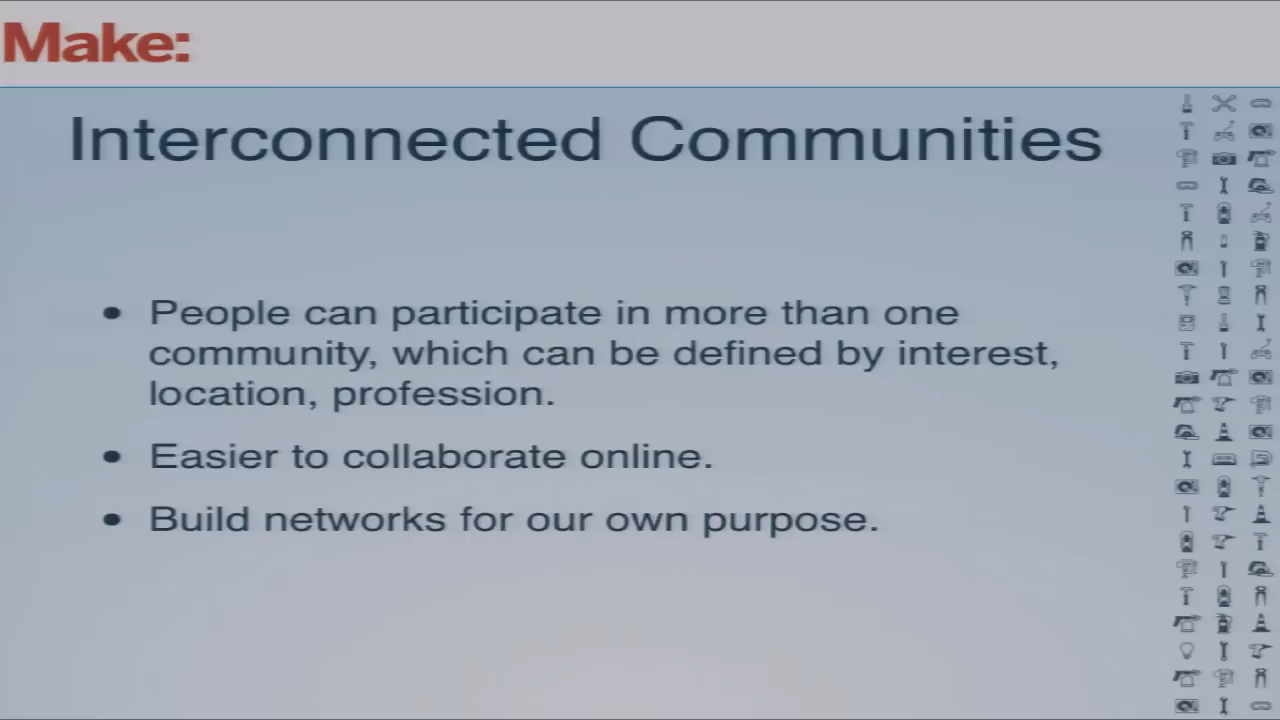 Make:
Interconnected Communities
• People can participate in more than one
community, which can be defined by interest,
location, profession.
• Easier to collaborate online.
• Build networks for our own purpose.